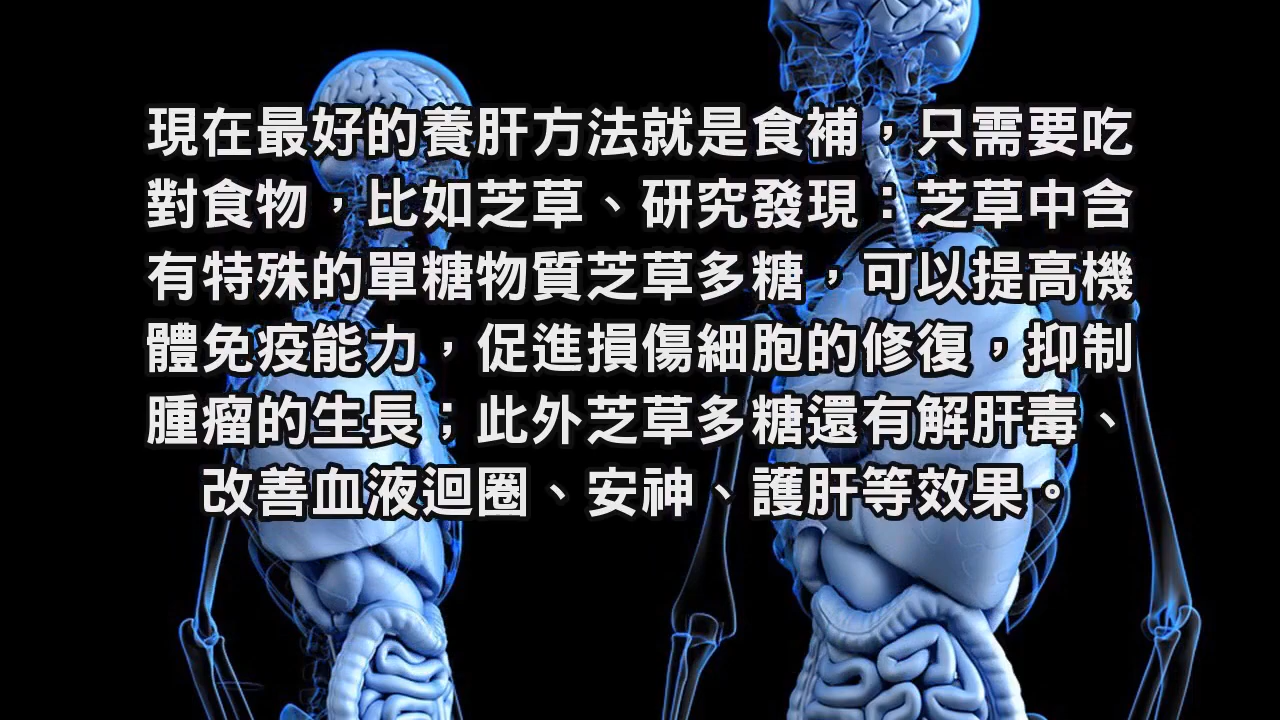 現在最好的養肝方法就是食補，只需要吃
對食物，比如芝草、研究發現：芝草中含
有特殊的單糖物質芝草多糖，可以提高機
體免疫能力，促進損傷細胞的修復，抑制
腫瘤的生長；此外芝草多糖還有解肝毒、
改善血液迴圈、安神、護肝等效果。